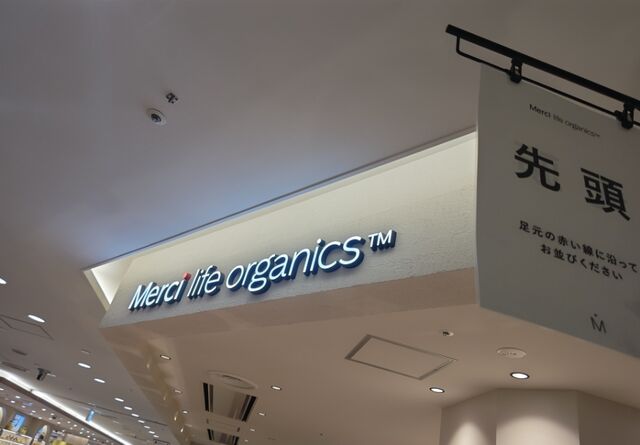 Merci life organics™
Merci life organics™
先頭
足元の赤い線に沿って
お並びください
M